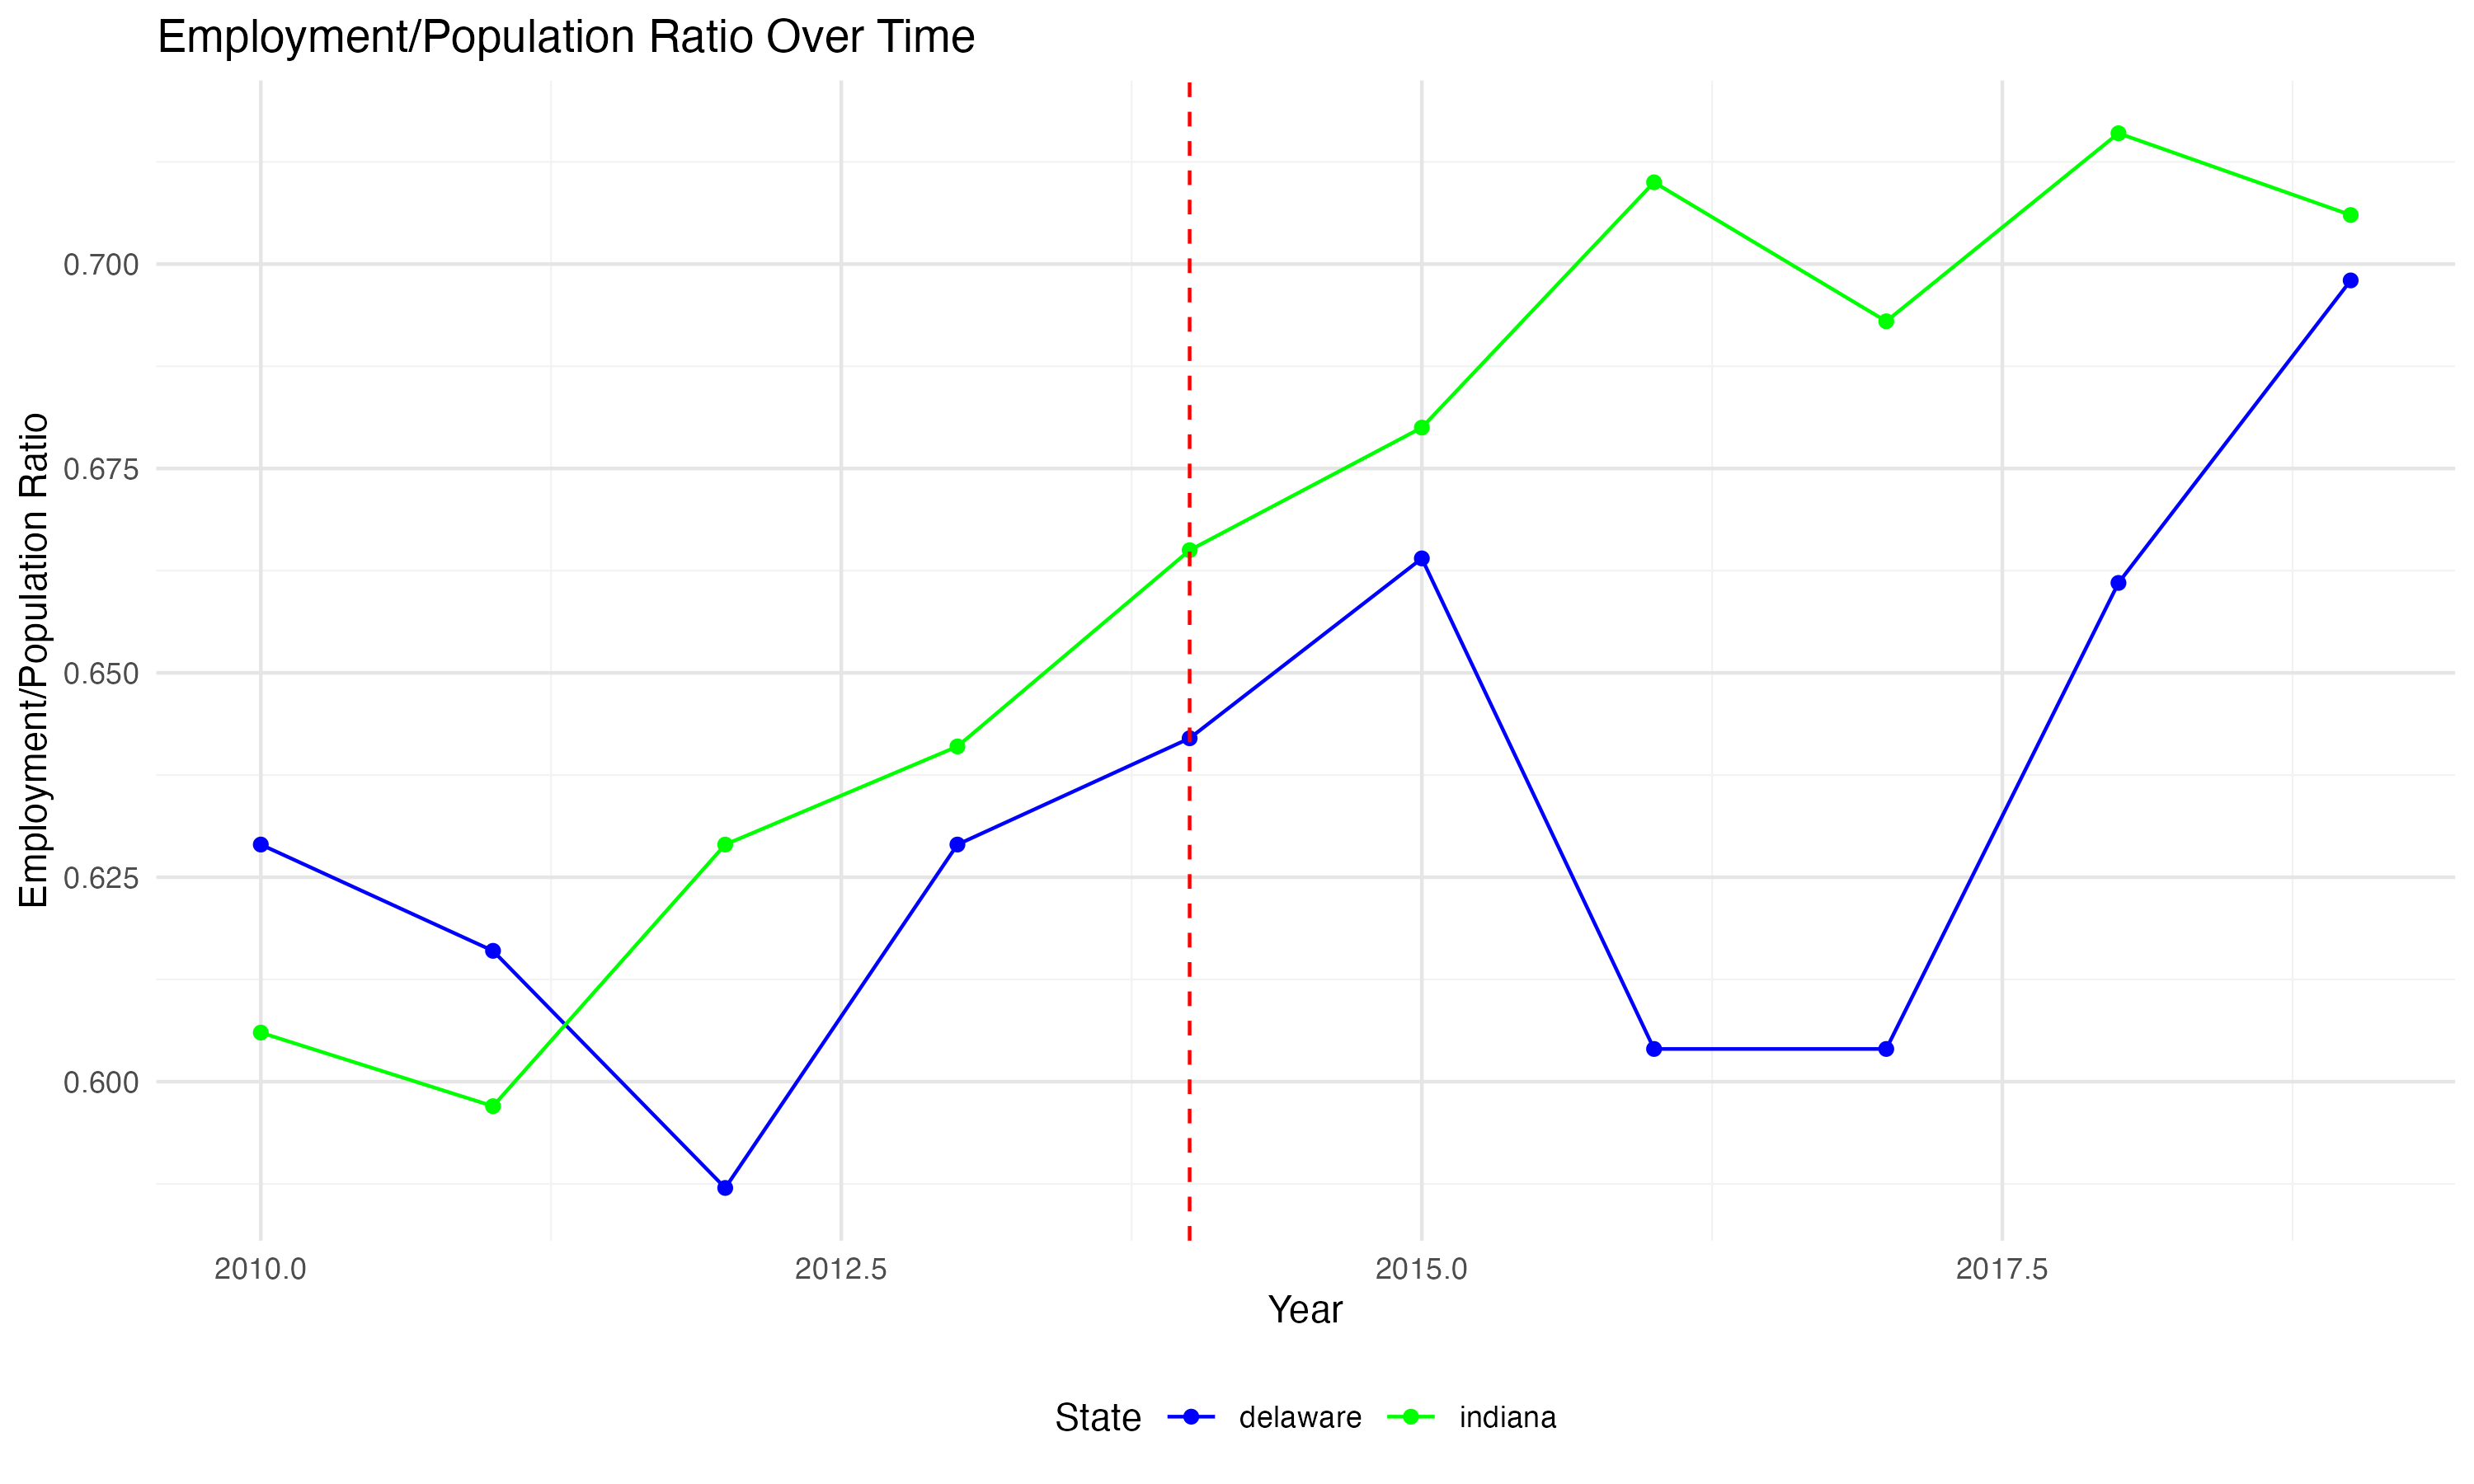 Employment/Population Ratio Over Time
Employment/Population Ratio
0.700
0.675
0.650
0.625
0.600
2010.0 2012.5 2015.0 2017.5
Year
State delaware indiana